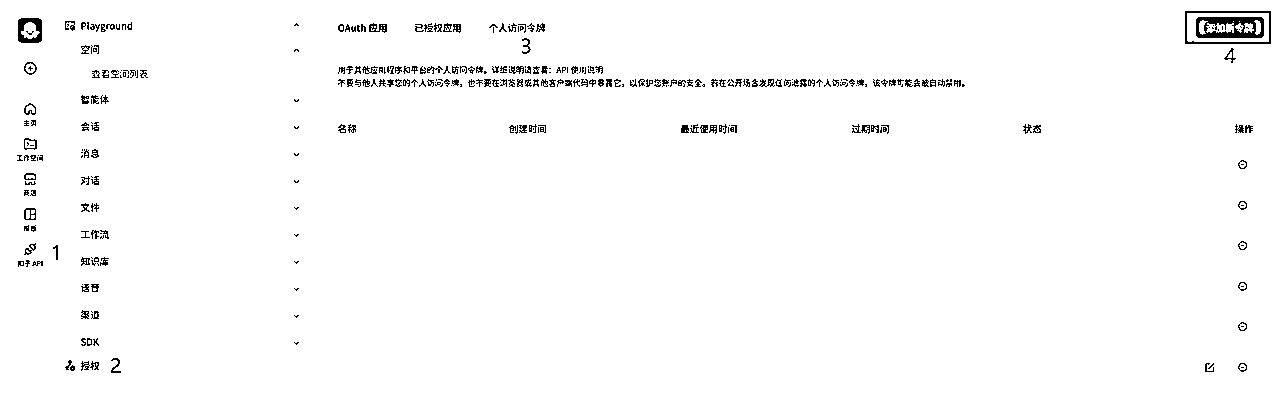 主页
工作空间
商店
模板
扣子 API
1
Playground
空间
查看空间列表
智能体
会话
消息
对话
文件
工作流
知识库
语音
渠道
SDK
授权
2
OAuth 应用
已授权应用
个人访问令牌
3
添加新令牌
4
用于其他应用程序和平台的个人访问令牌。详细说明请查看：API 使用说明
不要与他人共享您的个人访问令牌，也不要在浏览器或其他客户端代码中暴露它，以保护您账户的安全。若在公开场合发现任何泄露的个人访问令牌，该令牌可能会被自动禁用。
名称
创建时间
最近使用时间
过期时间
状态
操作